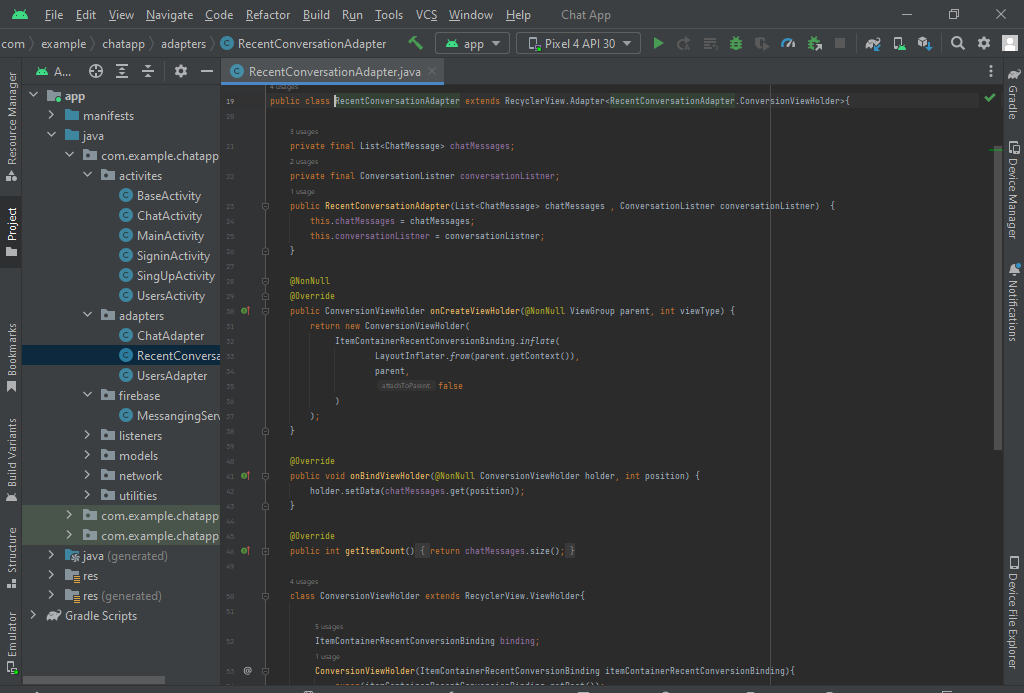 File Edit View Navigate Code Refactor Build Run Tools VCS Window Help Chat App
com example chatapp adapters RecentConversationAdapter app Pixel 4 API 30
Resource Manager
Project
Bookmarks
Build Variants
Structure
Emulator
A...
app
manifests
java
com.example.chatapp
activites
BaseActivity
ChatActivity
MainActivity
SigninActivity
SingUpActivity
UsersActivity
adapters
ChatAdapter
RecentConversa
UsersAdapter
firebase
MessangingServ
listeners
models
network
utilities
com.example.chatapp
com.example.chatapp
java (generated)
res
res (generated)
Gradle Scripts
RecentConversationAdapter.java
4 usages
19 public class RecentConversationAdapter extends RecyclerView.Adapter<RecentConversationAdapter.ConversionViewHolder>{
20
3 usages
21 private final List<ChatMessage> chatMessages;
2 usages
22 private final ConversationListner conversationListner;
1 usage
23 public RecentConversationAdapter(List<ChatMessage> chatMessages , ConversationListner conversationListner) {
24 this.chatMessages = chatMessages;
25 this.conversationListner = conversationListner;
26 }
27
28 @NonNull
29 @Override
30 public ConversionViewHolder onCreateViewHolder(@NonNull ViewGroup parent, int viewType) {
31 return new ConversionViewHolder(
32 ItemContainerRecentConversionBinding.inflate(
33 LayoutInflater.from(parent.getContext()),
34 parent,
35 attachToParent: false
36 )
37 );
38 }
39
40 @Override
41 public void onBindViewHolder(@NonNull ConversionViewHolder holder, int position) {
42 holder.setData(chatMessages.get(position));
43 }
44
45 @Override
46 public int getItemCount() { return chatMessages.size(); }
49
4 usages
50 class ConversionViewHolder extends RecyclerView.ViewHolder{
51
5 usages
52 ItemContainerRecentConversionBinding binding;
1 usage
53 @ ConversionViewHolder(ItemContainerRecentConversionBinding itemContainerRecentConversionBinding){
Gradle
Device Manager
Notifications
Device File Explorer